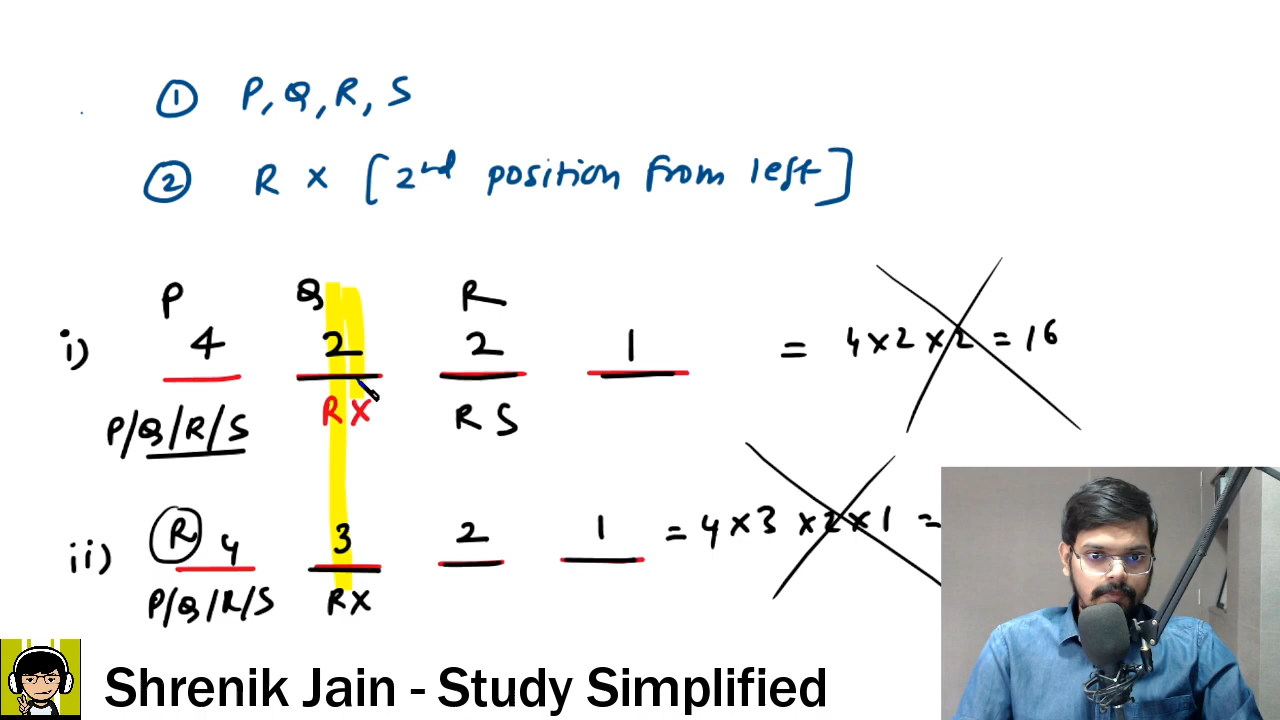 ① P, Q, R, S
② R × [2nd position from left]
P Q R
i) 4 2 2 1 = 4×2×2 = 16
P/Q/R/S R X R S
ii) R 4 3 2 1 = 4×3×2×1 =
P/Q/R/S RX
Shrenik Jain - Study Simplified